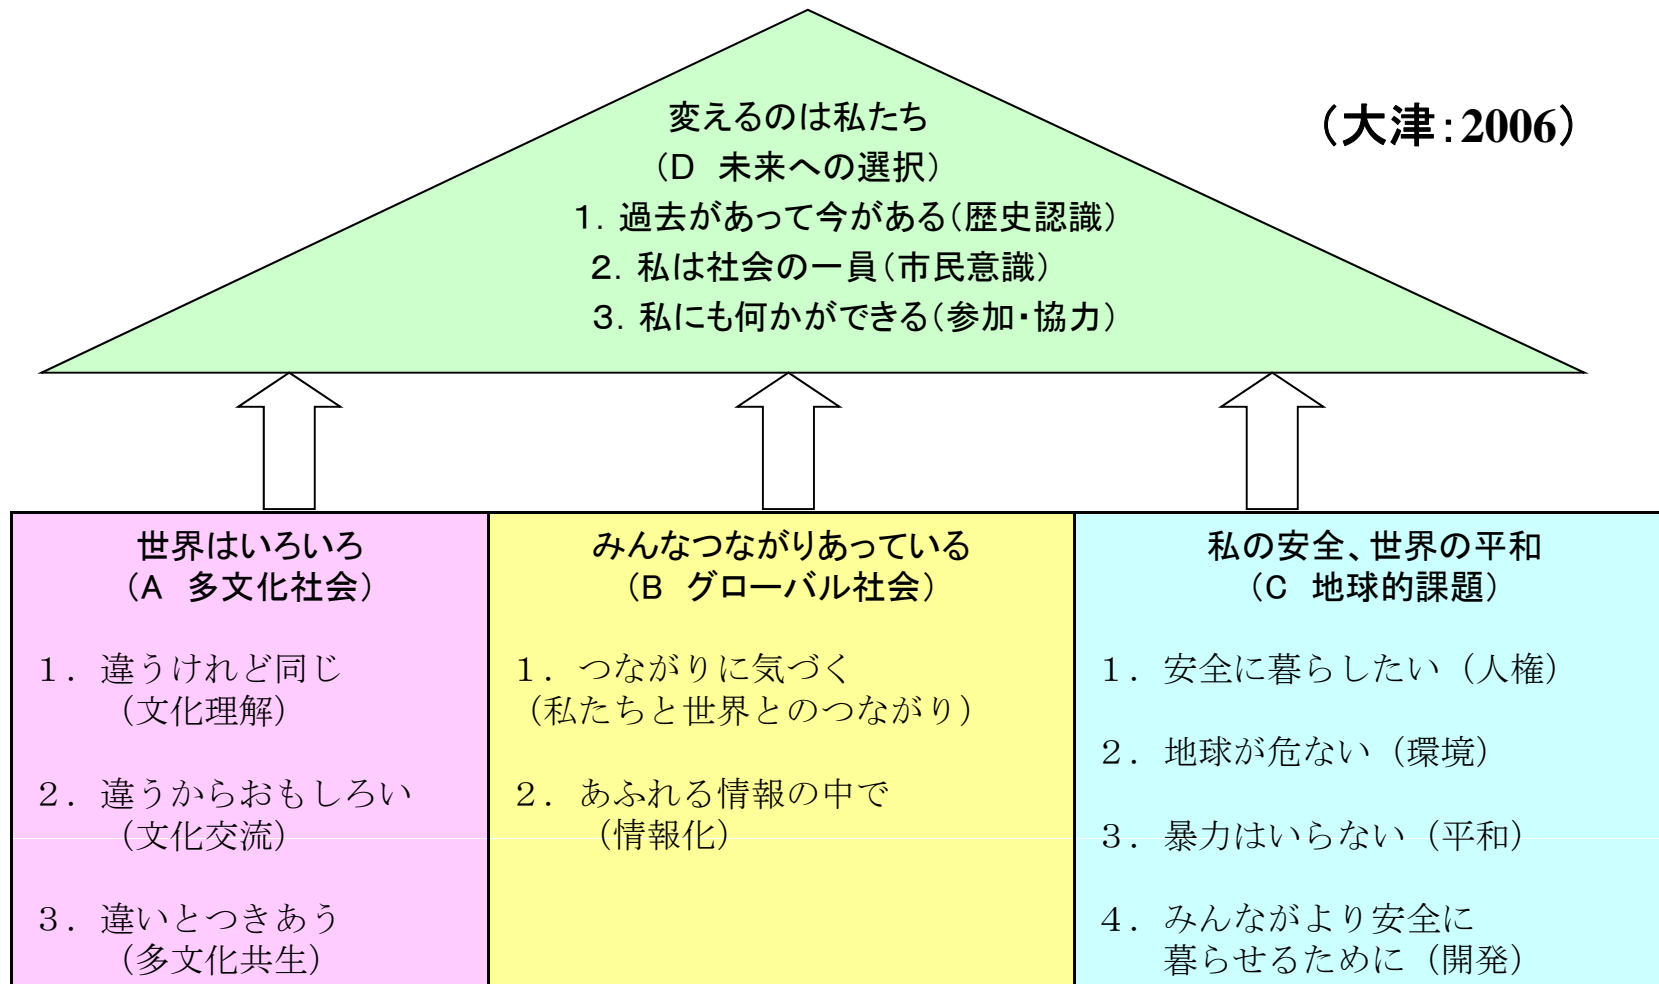 変えるのは私たち
（D　未来への選択）
１．過去があって今がある（歴史認識）
２．私は社会の一員（市民意識）
３．私にも何かができる（参加・協力）
（大津：2006）
世界はいろいろ
（A　多文化社会）
１．違うけれど同じ
（文化理解）
２．違うからおもしろい
（文化交流）
３．違いとつきあう
（多文化共生）
みんなつながりあっている
（B　グローバル社会）
１．つながりに気づく
（私たちと世界とのつながり）
２．あふれる情報の中で
（情報化）
私の安全、世界の平和
（C　地球的課題）
１．安全に暮らしたい（人権）
２．地球が危ない（環境）
３．暴力はいらない（平和）
４．みんながより安全に
暮らせるために（開発）